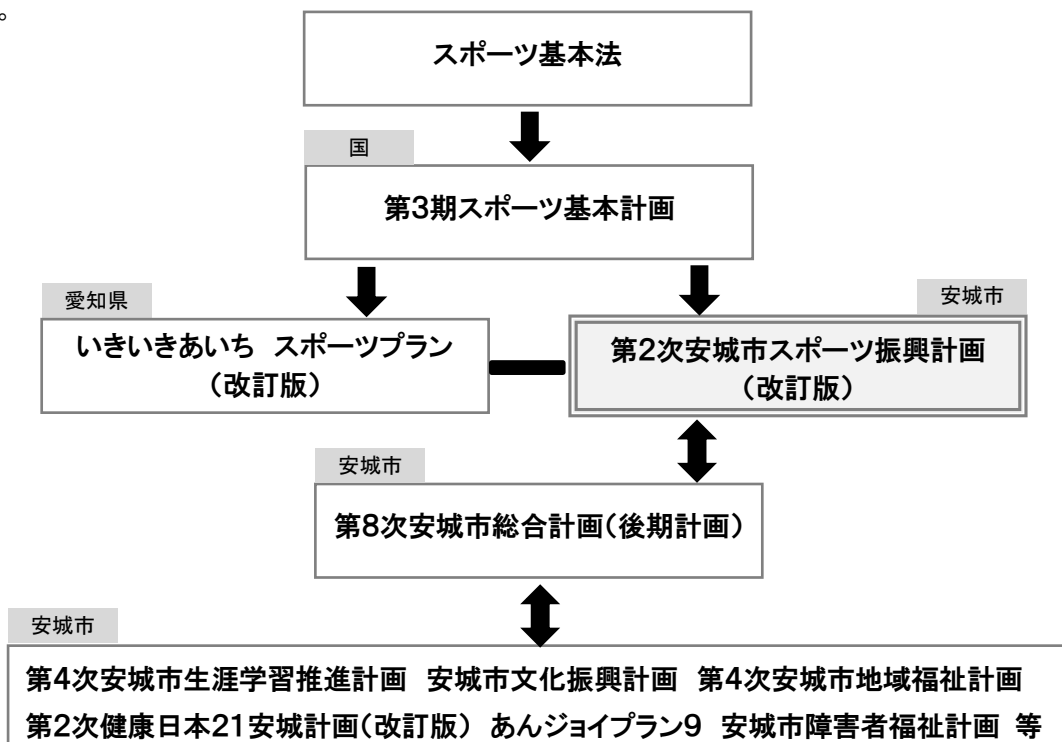 。
スポーツ基本法
国
第3期スポーツ基本計画
愛知県
いきいきあいち スポーツプラン
(改訂版)
安城市
第2次安城市スポーツ振興計画
(改訂版)
安城市
第8次安城市総合計画(後期計画)
安城市
第4次安城市生涯学習推進計画 安城市文化振興計画 第4次安城市地域福祉計画
第2次健康日本21安城計画(改訂版) あんジョイプラン9 安城市障害者福祉計画 等